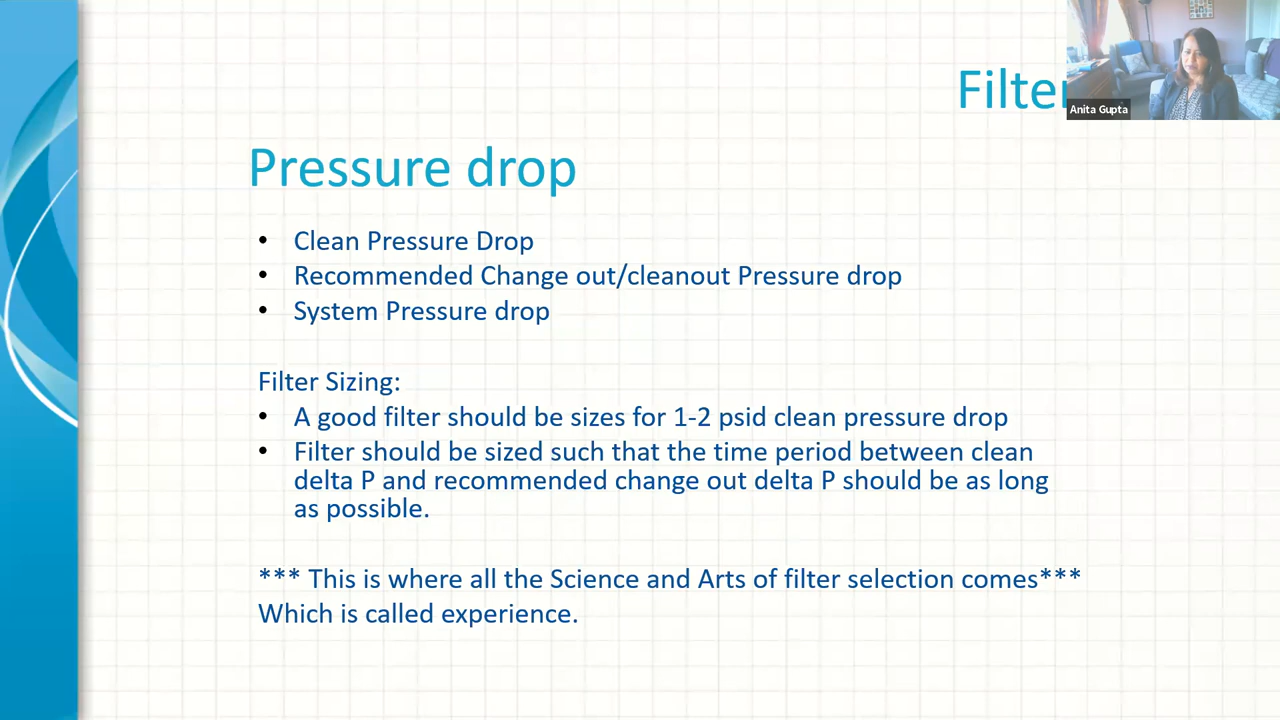 Filter
Anita Gupta
Pressure drop
• Clean Pressure Drop
• Recommended Change out/cleanout Pressure drop
• System Pressure drop
Filter Sizing:
• A good filter should be sizes for 1-2 psid clean pressure drop
• Filter should be sized such that the time period between clean
delta P and recommended change out delta P should be as long
as possible.
*** This is where all the Science and Arts of filter selection comes***
Which is called experience.